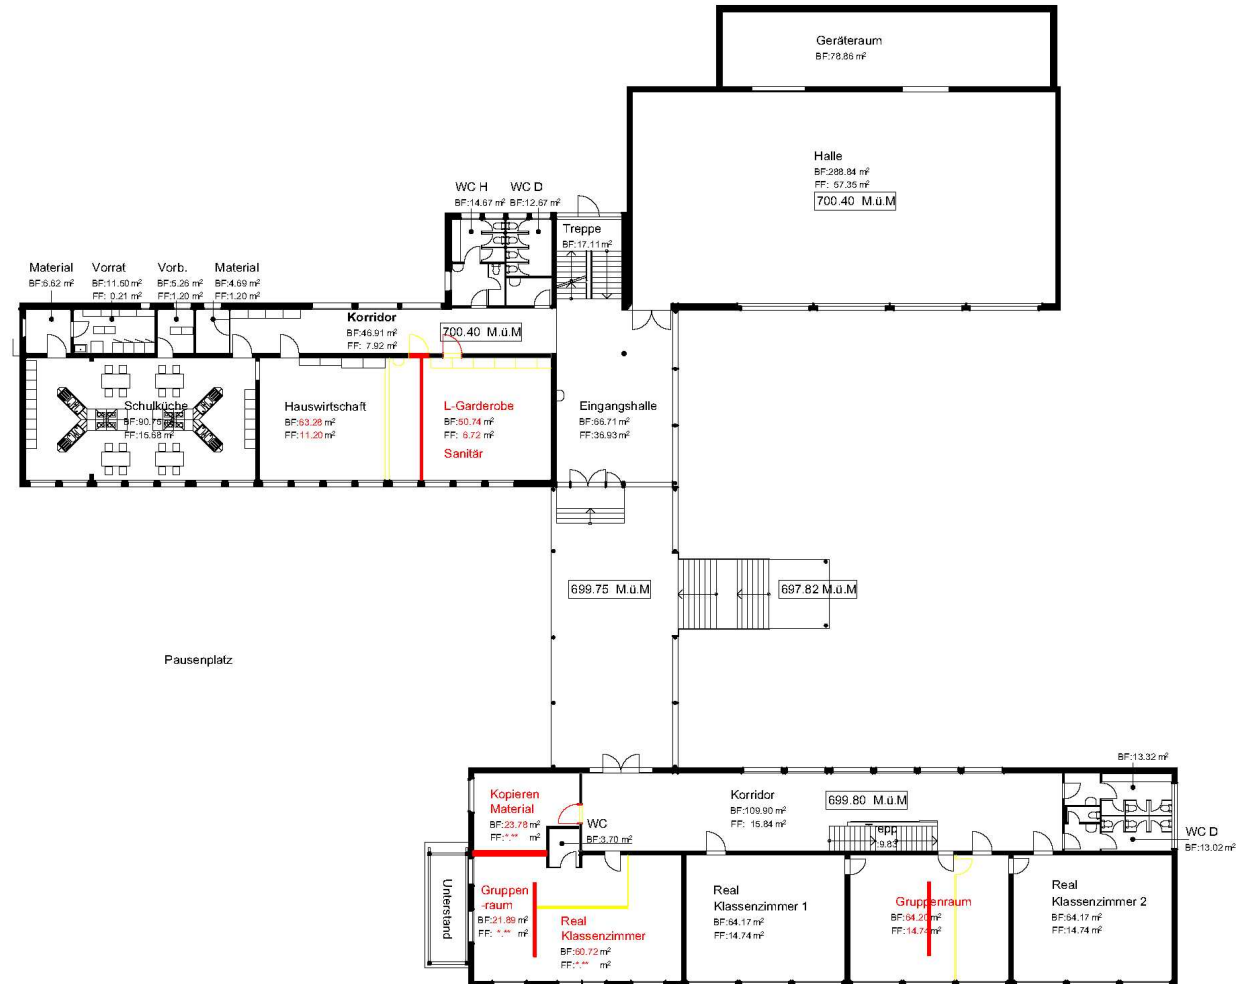 Geräteraum
BF:78.86 m²
Halle
BF:288.84 m²
FF: 57.35 m²
700.40 M.ü.M
WC H
BF:14.67 m²
WC D
BF:12.67 m²
Treppe
BF:17.11 m²
Material
BF:6.62 m²
Vorrat
BF:11.50 m²
FF: 0.21 m²
Vorb.
BF:5.26 m²
FF:1.20 m²
Material
BF:4.69 m²
FF:1.20 m²
Korridor
BF:46.91 m²
FF: 7.92 m²
700.40 M.ü.M
Schulküche
BF:90.75 m²
FF:15.68 m²
Hauswirtschaft
BF:63.28 m²
FF:11.20 m²
L-Garderobe
BF:50.74 m²
FF: 6.72 m²
Sanitär
Eingangshalle
BF:66.71 m²
FF:36.93 m²
699.75 M.ü.M
697.82 M.ü.M
Pausenplatz
Kopieren
Material
BF:23.78 m²
FF:*.** m²
WC
BF:3.70 m²
Korridor
BF:109.90 m²
FF: 15.84 m²
699.80 M.ü.M
BF:13.32 m²
WC D
BF:13.02 m²
Unterstand
Gruppen
-raum
BF:21.89 m²
FF: *.** m²
Real
Klassenzimmer
BF:60.72 m²
FF:*.** m²
Real
Klassenzimmer 1
BF:64.17 m²
FF:14.74 m²
Gruppenraum
BF:64.20 m²
FF:14.74 m²
Real
Klassenzimmer 2
BF:64.17 m²
FF:14.74 m²